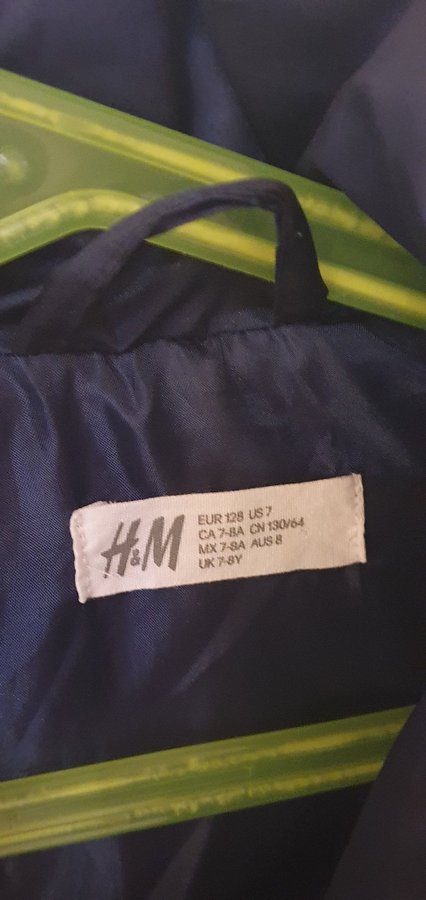 H&M
EUR 128 US 7
CA 7-8A CN 130/64
MX 7-8A AUS 8
UK 7-8Y